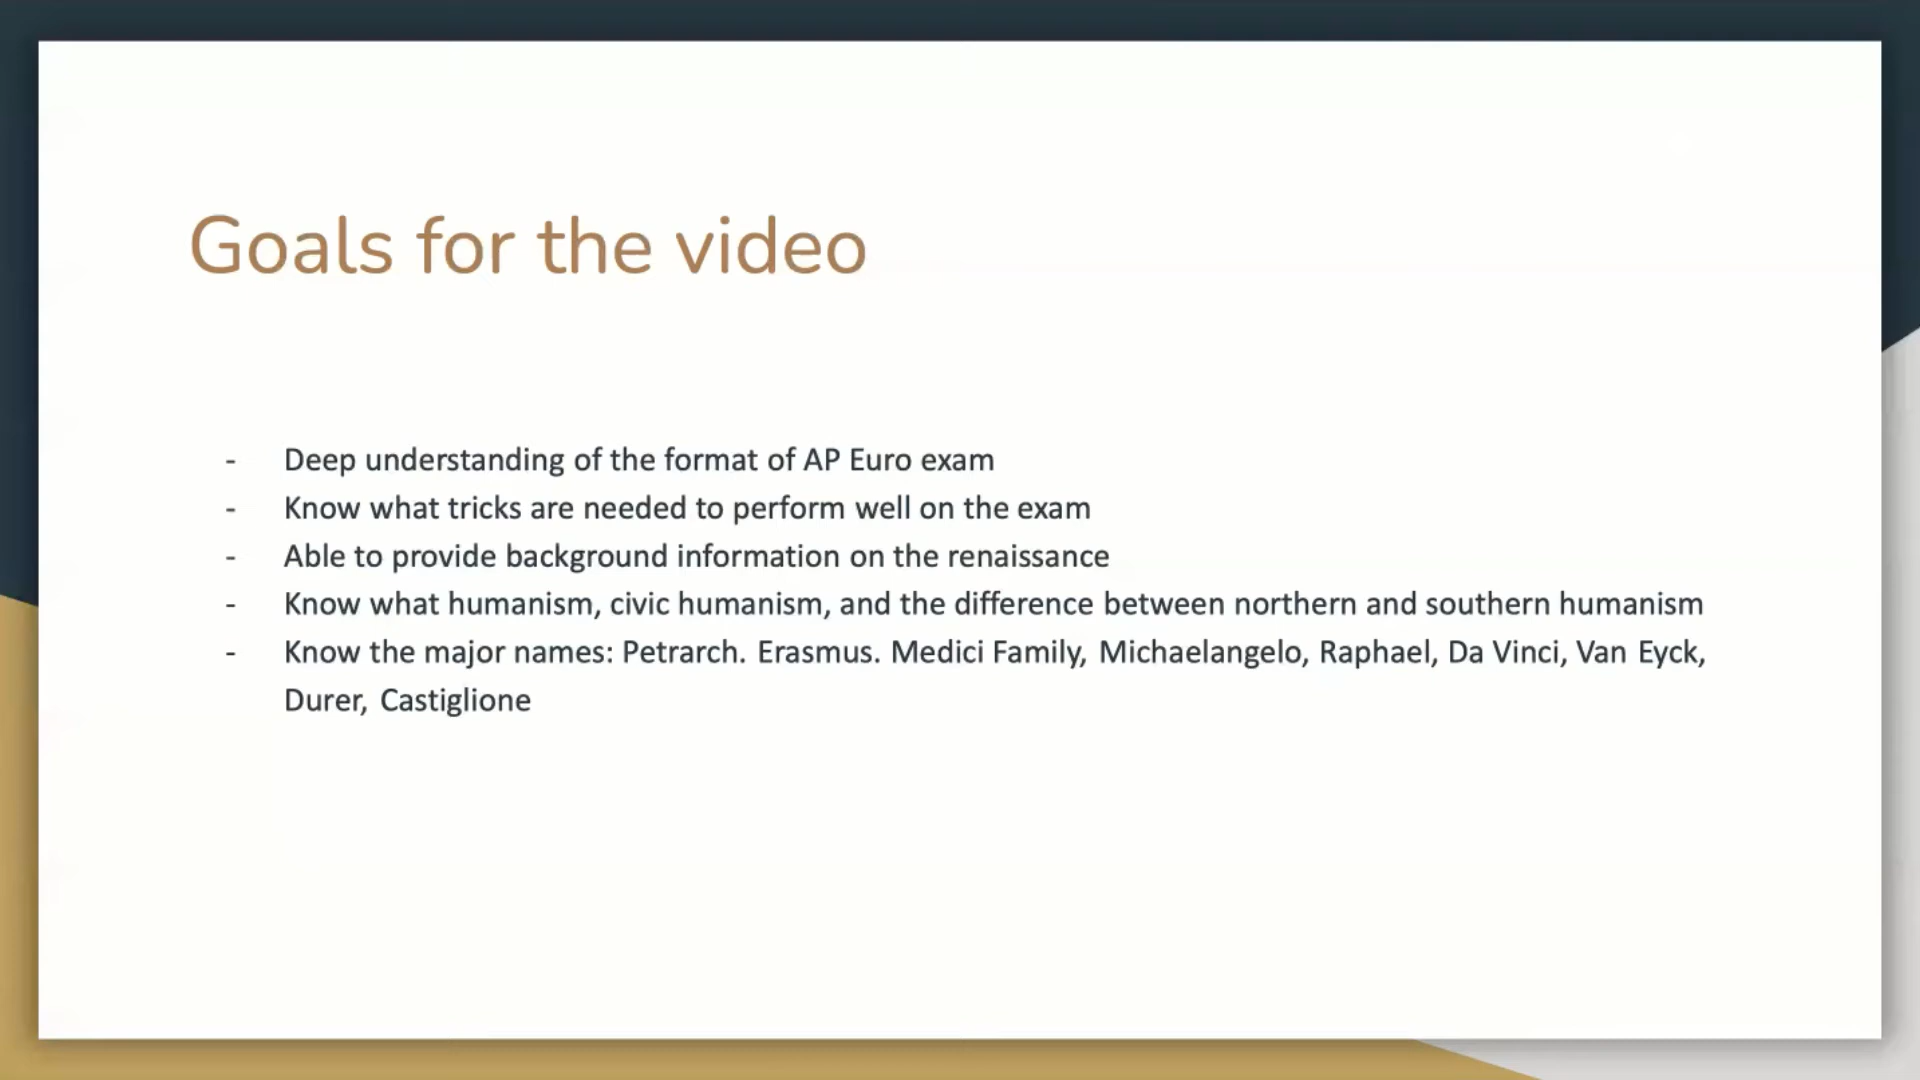 Goals for the video
- Deep understanding of the format of AP Euro exam
- Know what tricks are needed to perform well on the exam
- Able to provide background information on the renaissance
- Know what humanism, civic humanism, and the difference between northern and southern humanism
- Know the major names: Petrarch. Erasmus. Medici Family, Michaelangelo, Raphael, Da Vinci, Van Eyck,
Durer, Castiglione